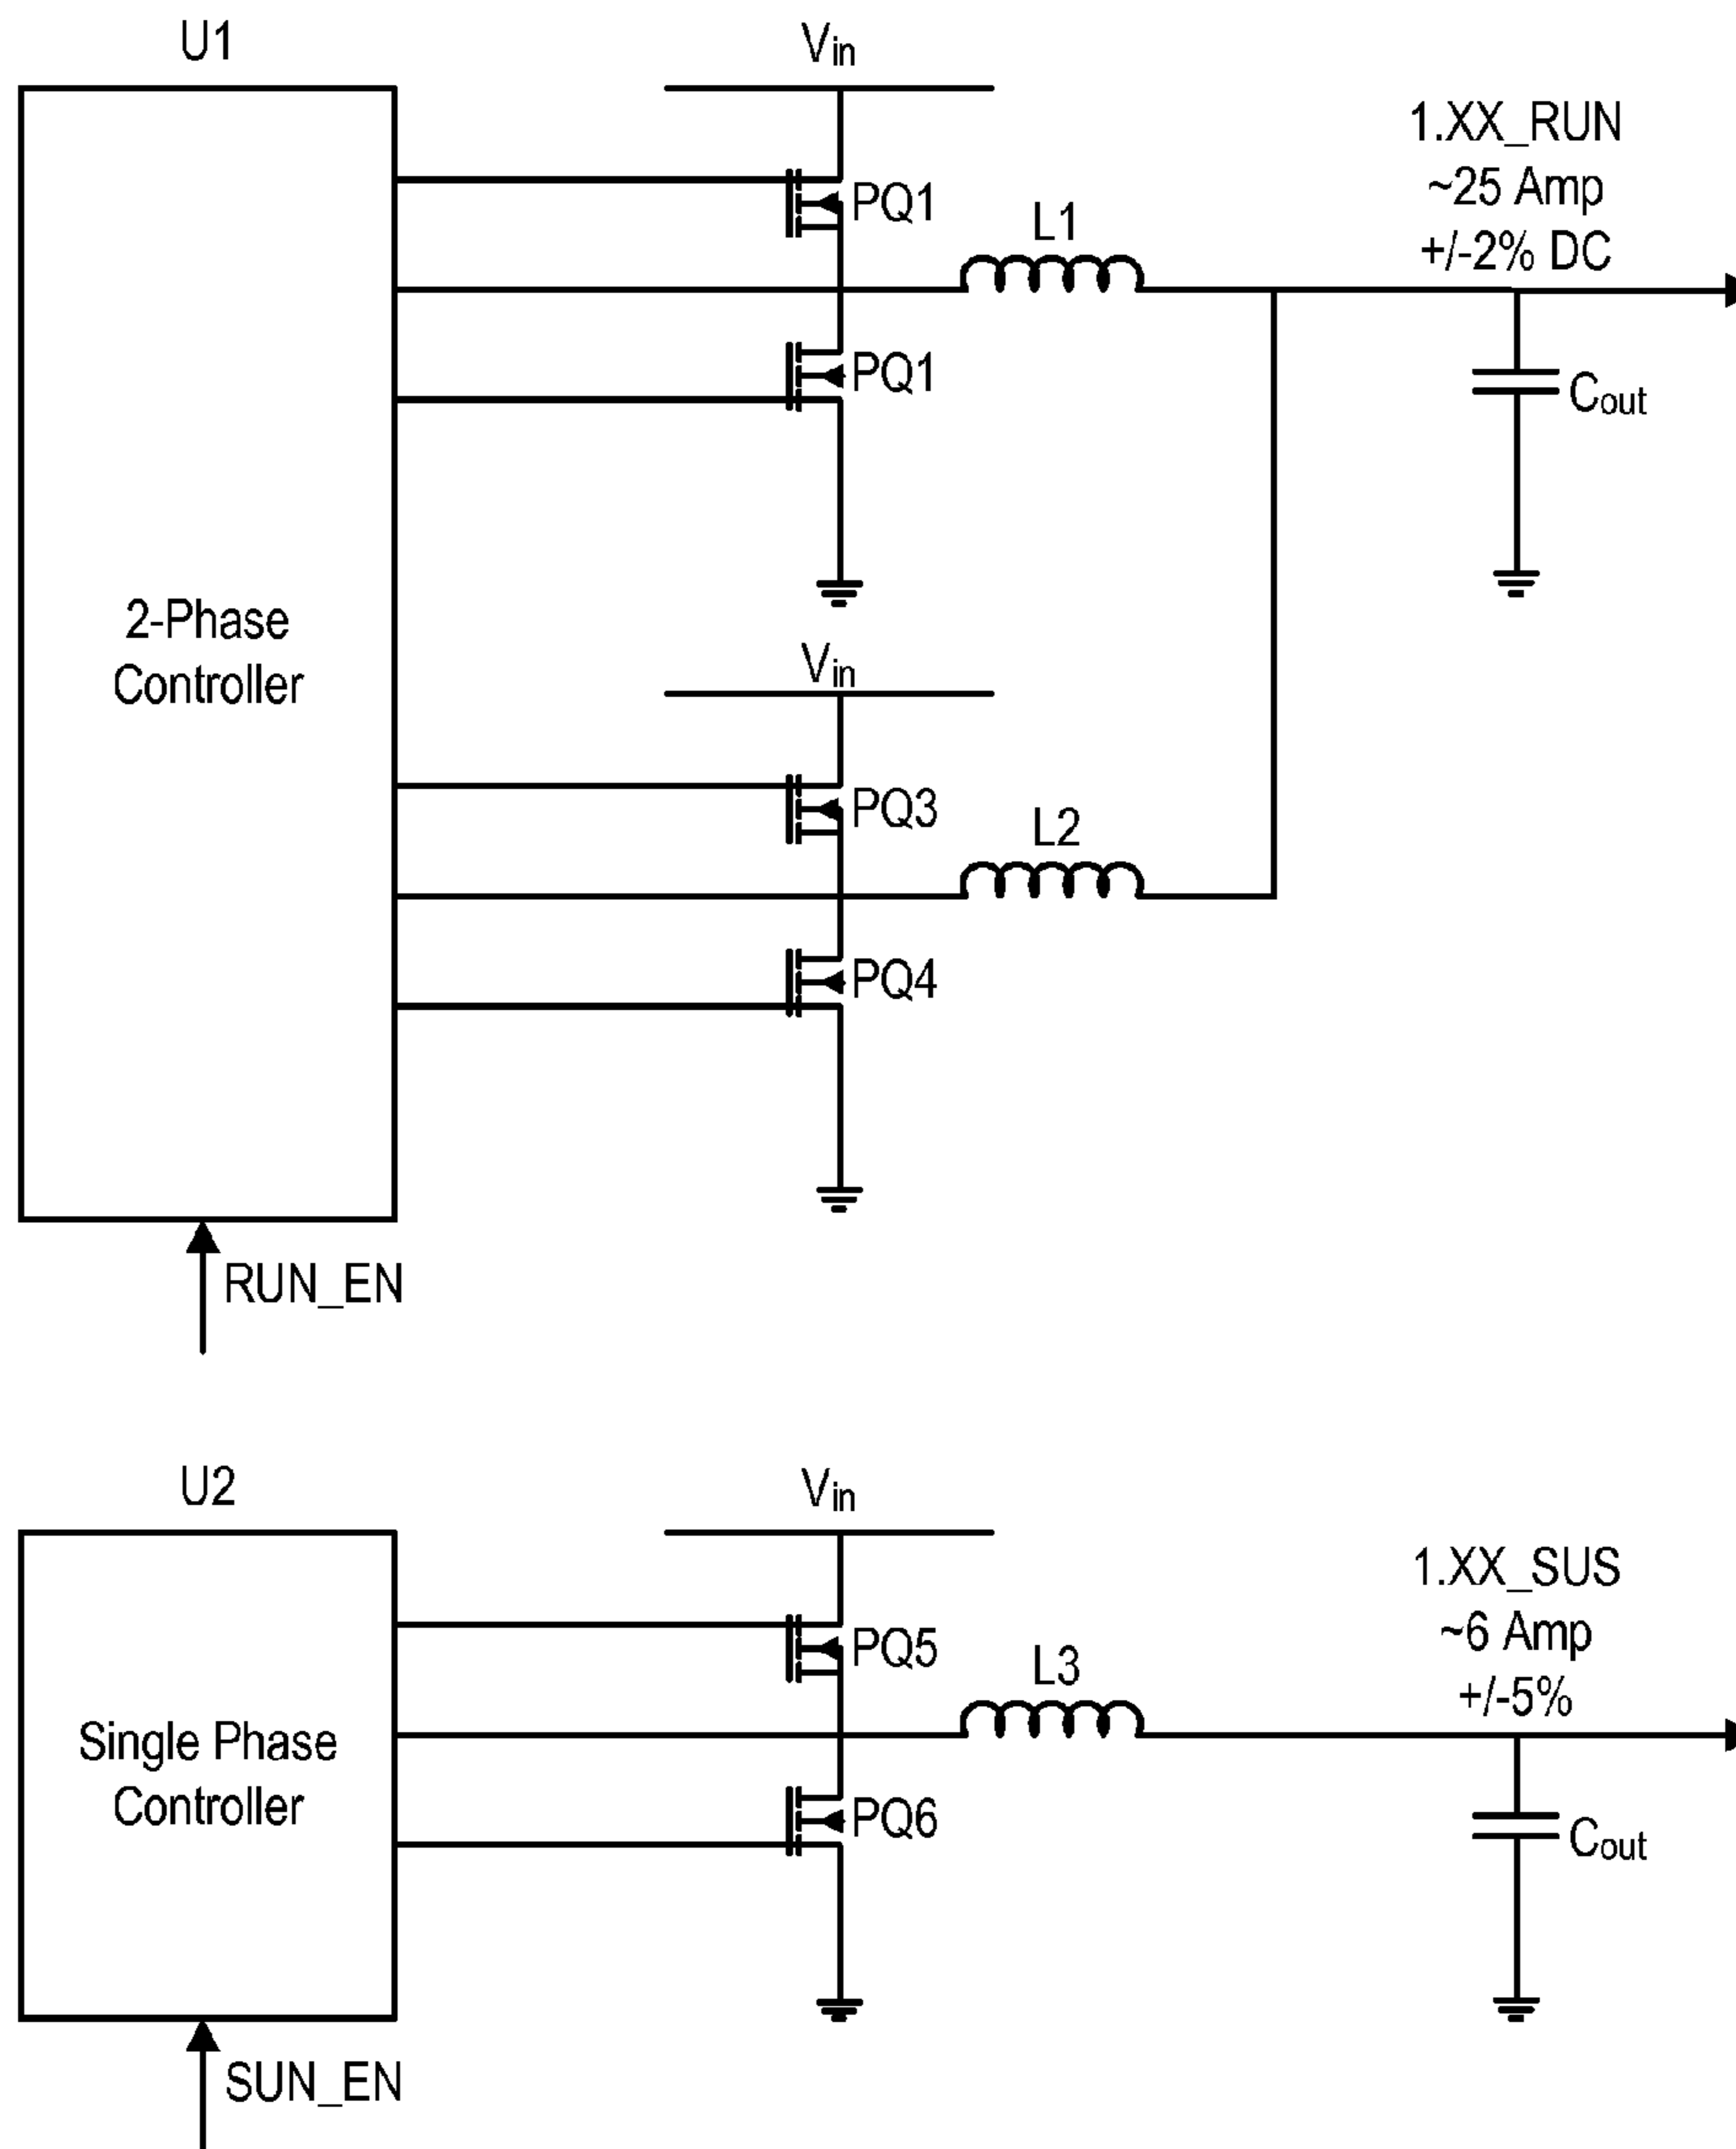 U1
Vin
1.XX_RUN
~25 Amp
+/-2% DC
PQ1
L1
PQ1
Cout
2-Phase
Controller
Vin
PQ3
L2
PQ4
RUN_EN
U2
Vin
1.XX_SUS
~6 Amp
+/-5%
PQ5
L3
Single Phase
Controller
PQ6
Cout
SUN_EN